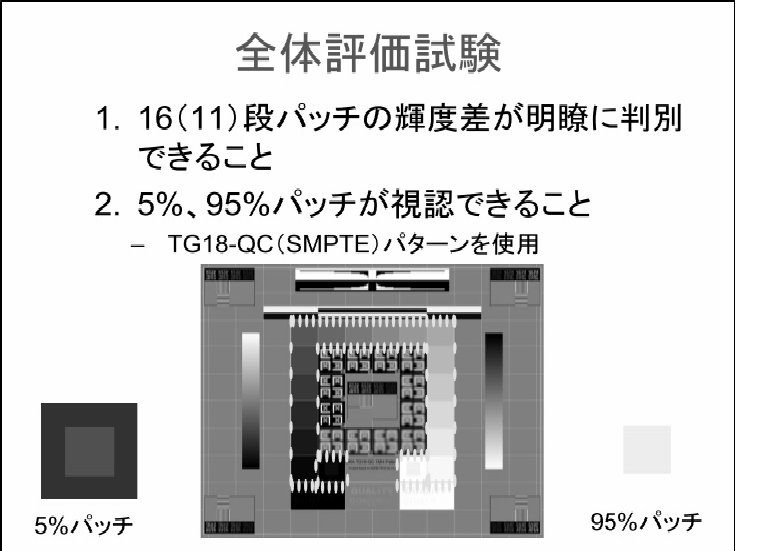 全体評価試験
1. 16(11)段パッチの輝度差が明瞭に判別
できること
2. 5%、95%パッチが視認できること
– TG18-QC(SMPTE)パターンを使用
5%パッチ
95%パッチ